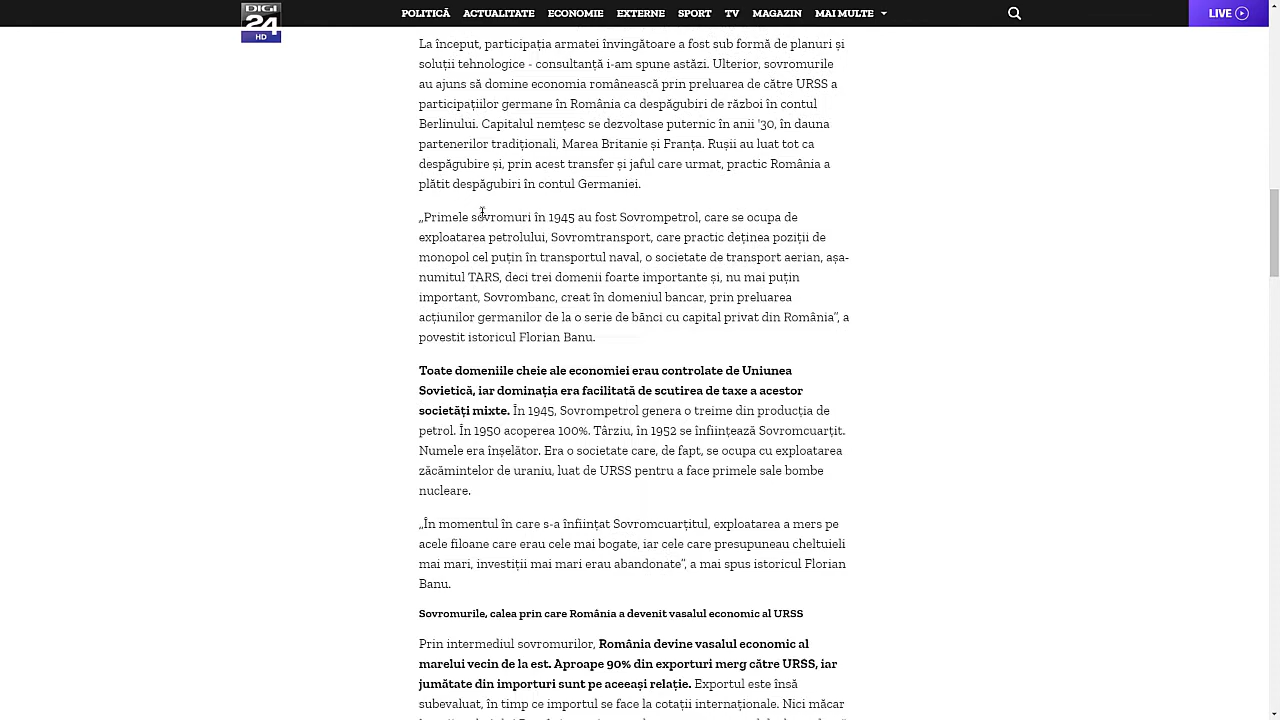 DIGI
24
HD
POLITICĂ ACTUALITATE ECONOMIE EXTERNE SPORT TV MAGAZIN MAI MULTE
LIVE
La început, participația armatei învingătoare a fost sub formă de planuri și
soluții tehnologice - consultanță i-am spune astăzi. Ulterior, sovromurile
au ajuns să domine economia românească prin preluarea de către URSS a
participațiilor germane în România ca despăgubiri de război în contul
Berlinului. Capitalul nemțesc se dezvoltase puternic în anii '30, în dauna
partenerilor tradiționali, Marea Britanie și Franța. Rușii au luat tot ca
despăgubire și, prin acest transfer și jaful care urmat, practic România a
plătit despăgubiri în contul Germaniei.
„Primele sovromuri în 1945 au fost Sovrompetrol, care se ocupa de
exploatarea petrolului, Sovromtransport, care practic deținea poziții de
monopol cel puțin în transportul naval, o societate de transport aerian, așa-
numitul TARS, deci trei domenii foarte importante și, nu mai puțin
important, Sovrombanc, creat în domeniul bancar, prin preluarea
acțiunilor germanilor de la o serie de bănci cu capital privat din România”, a
povestit istoricul Florian Banu.
Toate domeniile cheie ale economiei erau controlate de Uniunea
Sovietică, iar dominația era facilitată de scutirea de taxe a acestor
societăți mixte. În 1945, Sovrompetrol genera o treime din producția de
petrol. În 1950 acoperea 100%. Târziu, în 1952 se înființează Sovromcuarțit.
Numele era înșelător. Era o societate care, de fapt, se ocupa cu exploatarea
zăcămintelor de uraniu, luat de URSS pentru a face primele sale bombe
nucleare.
„În momentul în care s-a înființat Sovromcuarțitul, exploatarea a mers pe
acele filoane care erau cele mai bogate, iar cele care presupuneau cheltuieli
mai mari, investiții mai mari erau abandonate”, a mai spus istoricul Florian
Banu.
Sovromurile, calea prin care România a devenit vasalul economic al URSS
Prin intermediul sovromurilor, România devine vasalul economic al
marelui vecin de la est. Aproape 90% din exporturi merg către URSS, iar
jumătate din importuri sunt pe aceeași relație. Exportul este însă
subevaluat, în timp ce importul se face la cotații internaționale. Nici măcar